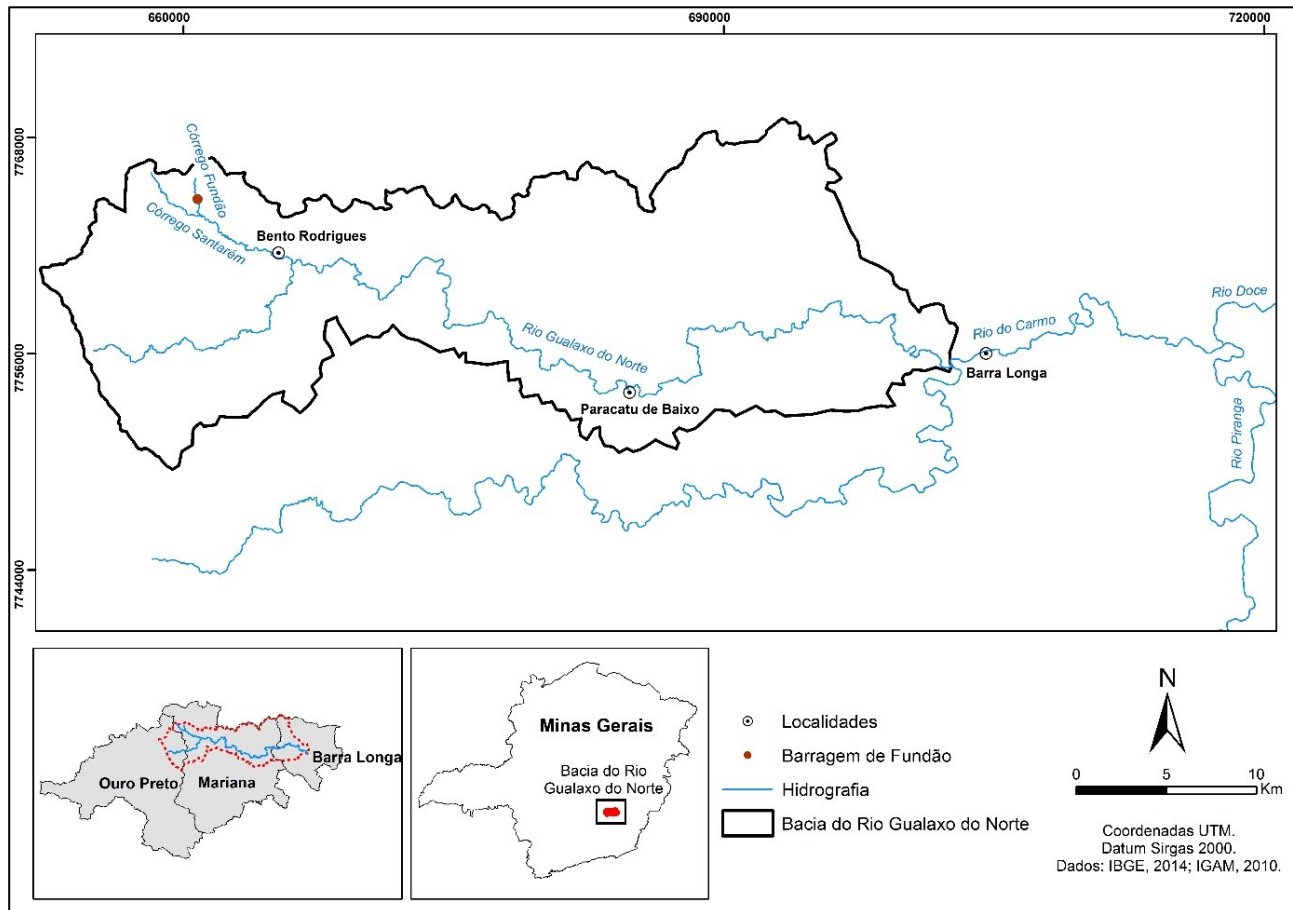 660000
690000
720000
7768000
7756000
7744000
Córrego Fundão
Córrego Santarém
Bento Rodrigues
Rio Gualaxo do Norte
Paracatu de Baixo
Rio do Carmo
Barra Longa
Rio Doce
Rio Piranga
Ouro Preto
Mariana
Barra Longa
Minas Gerais
Bacia do Rio
Gualaxo do Norte
Localidades
Barragem de Fundão
Hidrografia
Bacia do Rio Gualaxo do Norte
N
0 5 10
Km
Coordenadas UTM.
Datum Sirgas 2000.
Dados: IBGE, 2014; IGAM, 2010.